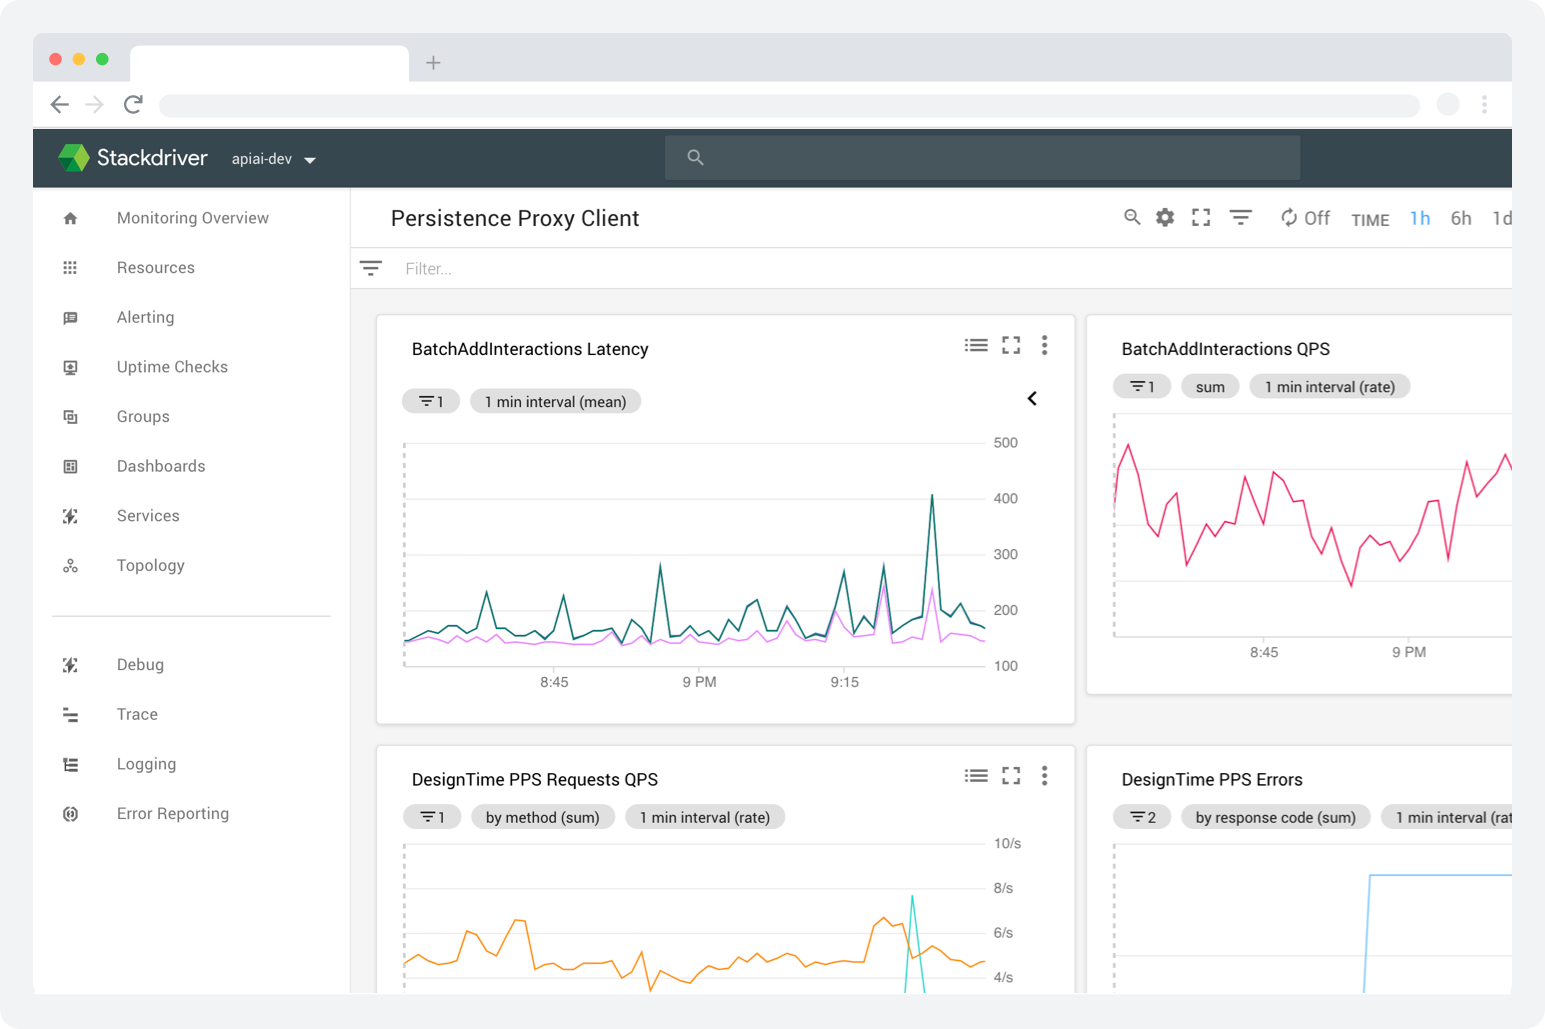 Stackdriver apiai-dev
Monitoring Overview
Resources
Alerting
Uptime Checks
Groups
Dashboards
Services
Topology
Debug
Trace
Logging
Error Reporting
Persistence Proxy Client
Off TIME 1h 6h 1d
Filter...
BatchAddInteractions Latency
1 1 min interval (mean)
500
400
300
200
100
8:45 9 PM 9:15
BatchAddInteractions QPS
1 sum 1 min interval (rate)
8:45 9 PM
DesignTime PPS Requests QPS
1 by method (sum) 1 min interval (rate)
10/s
8/s
6/s
4/s
DesignTime PPS Errors
2 by response code (sum) 1 min interval (rat